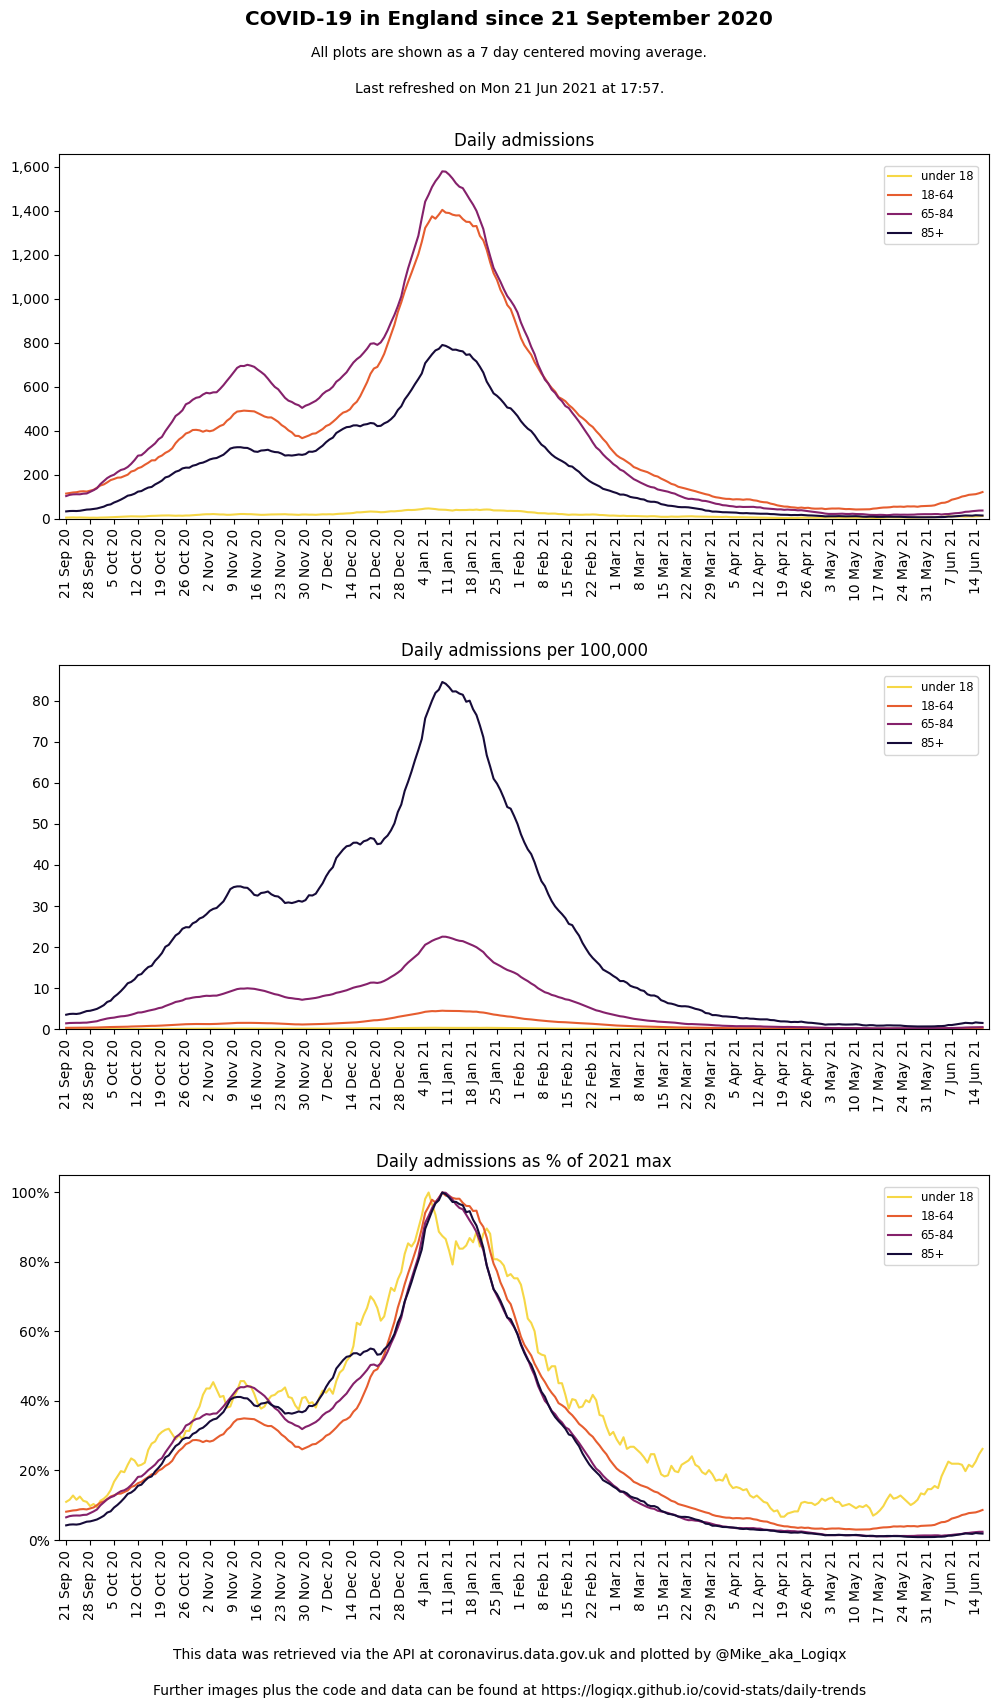 COVID-19 in England since 21 September 2020
All plots are shown as a 7 day centered moving average.
Last refreshed on Mon 21 Jun 2021 at 17:57.
Daily admissions
1,600
1,400
1,200
1,000
800
600
400
200
0
under 18
18-64
65-84
85+
21 Sep 20
28 Sep 20
5 Oct 20
12 Oct 20
19 Oct 20
26 Oct 20
2 Nov 20
9 Nov 20
16 Nov 20
23 Nov 20
30 Nov 20
7 Dec 20
14 Dec 20
21 Dec 20
28 Dec 20
4 Jan 21
11 Jan 21
18 Jan 21
25 Jan 21
1 Feb 21
8 Feb 21
15 Feb 21
22 Feb 21
1 Mar 21
8 Mar 21
15 Mar 21
22 Mar 21
29 Mar 21
5 Apr 21
12 Apr 21
19 Apr 21
26 Apr 21
3 May 21
10 May 21
17 May 21
24 May 21
31 May 21
7 Jun 21
14 Jun 21
Daily admissions per 100,000
80
70
60
50
40
30
20
10
0
under 18
18-64
65-84
85+
21 Sep 20
28 Sep 20
5 Oct 20
12 Oct 20
19 Oct 20
26 Oct 20
2 Nov 20
9 Nov 20
16 Nov 20
23 Nov 20
30 Nov 20
7 Dec 20
14 Dec 20
21 Dec 20
28 Dec 20
4 Jan 21
11 Jan 21
18 Jan 21
25 Jan 21
1 Feb 21
8 Feb 21
15 Feb 21
22 Feb 21
1 Mar 21
8 Mar 21
15 Mar 21
22 Mar 21
29 Mar 21
5 Apr 21
12 Apr 21
19 Apr 21
26 Apr 21
3 May 21
10 May 21
17 May 21
24 May 21
31 May 21
7 Jun 21
14 Jun 21
Daily admissions as % of 2021 max
100%
80%
60%
40%
20%
0%
under 18
18-64
65-84
85+
21 Sep 20
28 Sep 20
5 Oct 20
12 Oct 20
19 Oct 20
26 Oct 20
2 Nov 20
9 Nov 20
16 Nov 20
23 Nov 20
30 Nov 20
7 Dec 20
14 Dec 20
21 Dec 20
28 Dec 20
4 Jan 21
11 Jan 21
18 Jan 21
25 Jan 21
1 Feb 21
8 Feb 21
15 Feb 21
22 Feb 21
1 Mar 21
8 Mar 21
15 Mar 21
22 Mar 21
29 Mar 21
5 Apr 21
12 Apr 21
19 Apr 21
26 Apr 21
3 May 21
10 May 21
17 May 21
24 May 21
31 May 21
7 Jun 21
14 Jun 21
This data was retrieved via the API at coronavirus.data.gov.uk and plotted by @Mike_aka_Logiqx
Further images plus the code and data can be found at https://logiqx.github.io/covid-stats/daily-trends